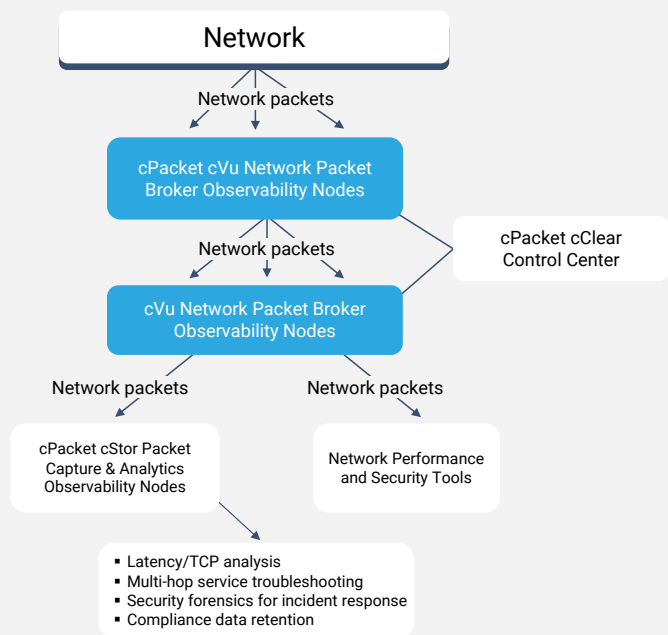 Network
Network packets
cPacket cVu Network Packet
Broker Observability Nodes
Network packets
cPacket cClear
Control Center
cVu Network Packet Broker
Observability Nodes
Network packets
Network packets
cPacket cStor Packet
Capture & Analytics
Observability Nodes
Network Performance
and Security Tools
▪ Latency/TCP analysis
▪ Multi-hop service troubleshooting
▪ Security forensics for incident response
▪ Compliance data retention